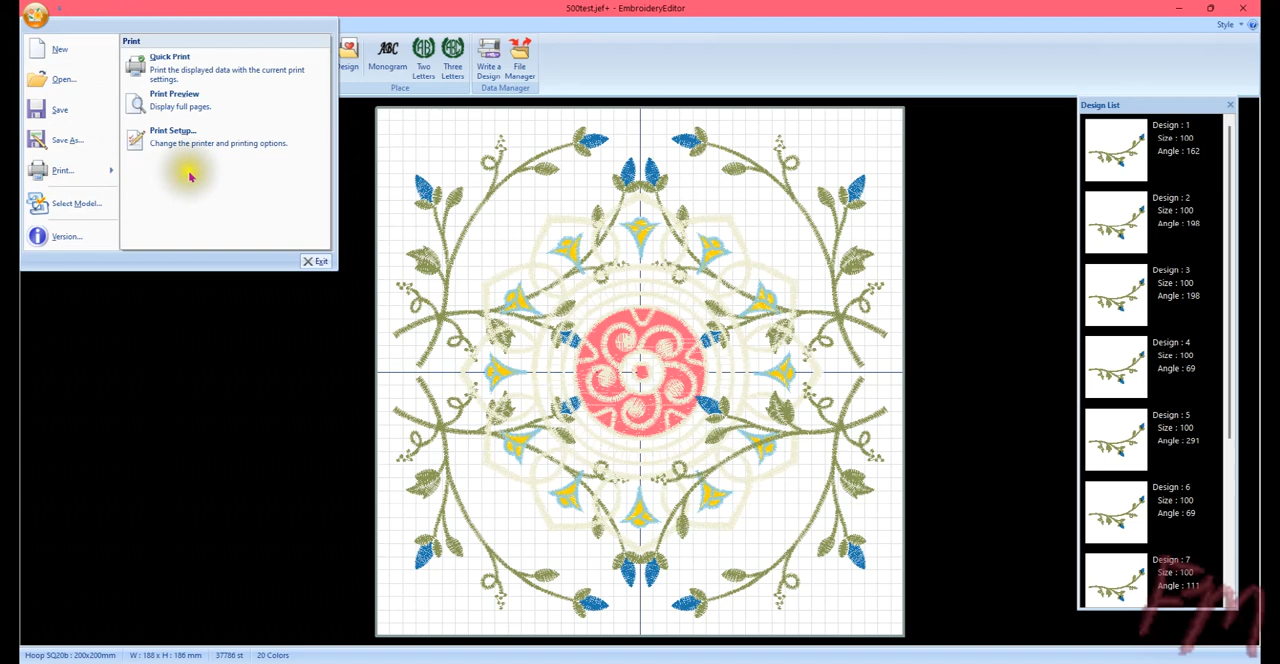 500test.jef+ - EmbroideryEditor
Style
New
Open...
Save
Save As...
Print...
Select Model...
Version...
Print
Quick Print
Print the displayed data with the current print
settings.
Print Preview
Display full pages.
Print Setup...
Change the printer and printing options.
Exit
Monogram
Two
Letters
Three
Letters
Place
Write a
Design
File
Manager
Data Manager
ABC
Design List
Design : 1
Size : 100
Angle : 162
Design : 2
Size : 100
Angle : 198
Design : 3
Size : 100
Angle : 198
Design : 4
Size : 100
Angle : 69
Design : 5
Size : 100
Angle : 291
Design : 6
Size : 100
Angle : 69
Design : 7
Size : 100
Angle : 111
FM
Hoop SQ20b : 200x200mm
W : 188 x H : 186 mm
37786 st
20 Colors